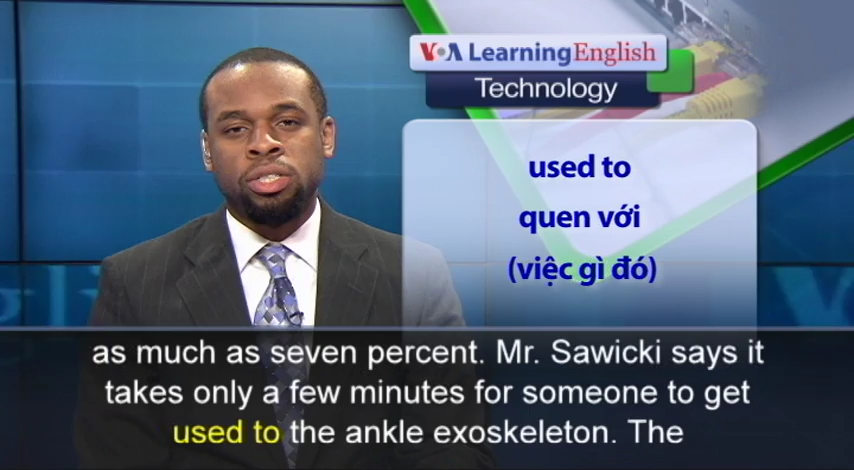 VOA Learning English
Technology
used to
quen với
(việc gì đó)
as much as seven percent. Mr. Sawicki says it
takes only a few minutes for someone to get
used to the ankle exoskeleton. The